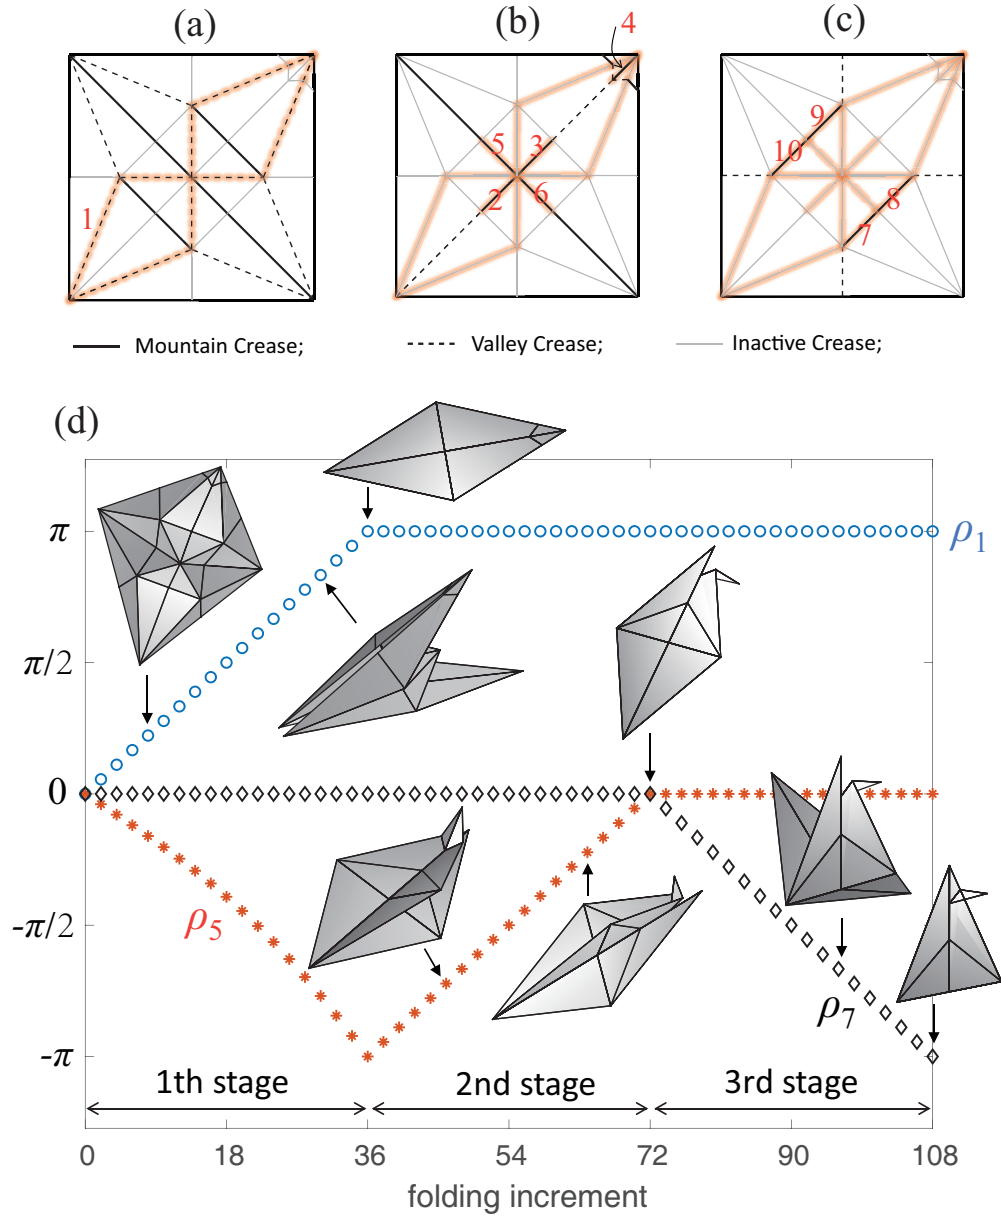 (a) (b) (c)
4
9
5 3
10
1
2 6
8
7
Mountain Crease; Valley Crease; Inactive Crease;
(d)
π
ρ1
π/2
0
ρ5
-π/2
ρ7
-π
1th stage 2nd stage 3rd stage
0 18 36 54 72 90 108
folding increment